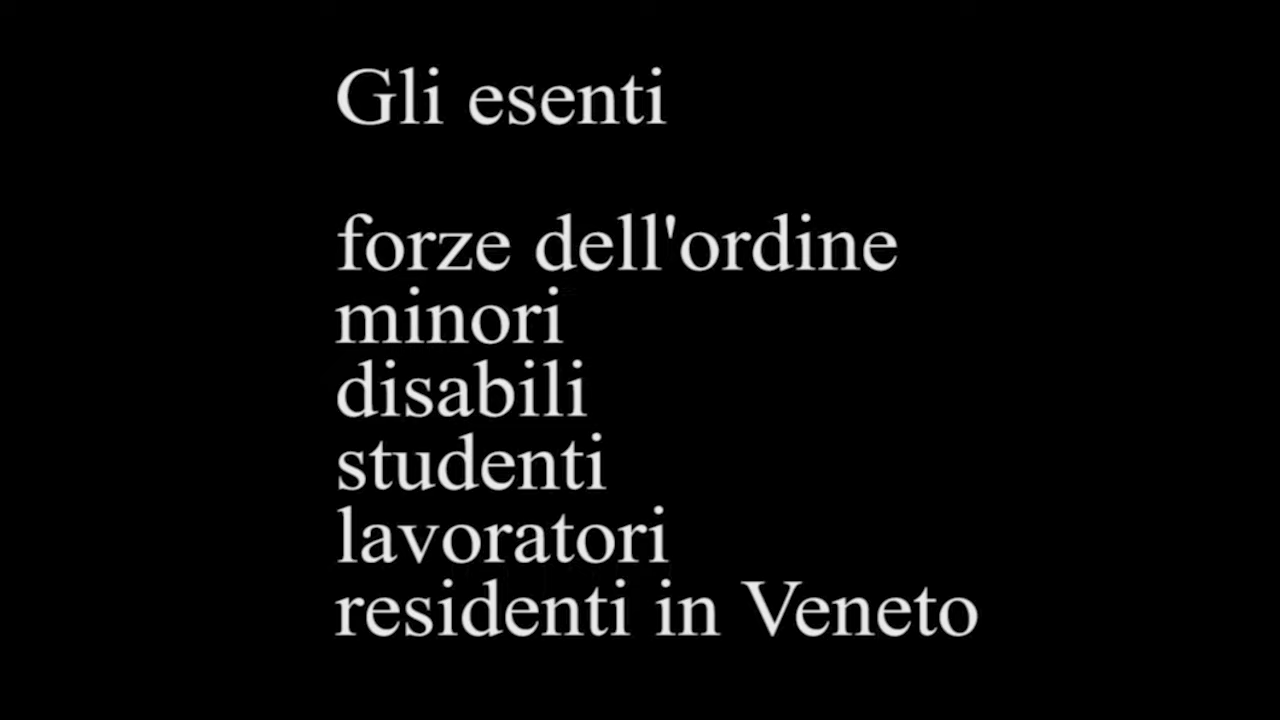 Gli esenti
forze dell'ordine
minori
disabili
studenti
lavoratori
residenti in Veneto